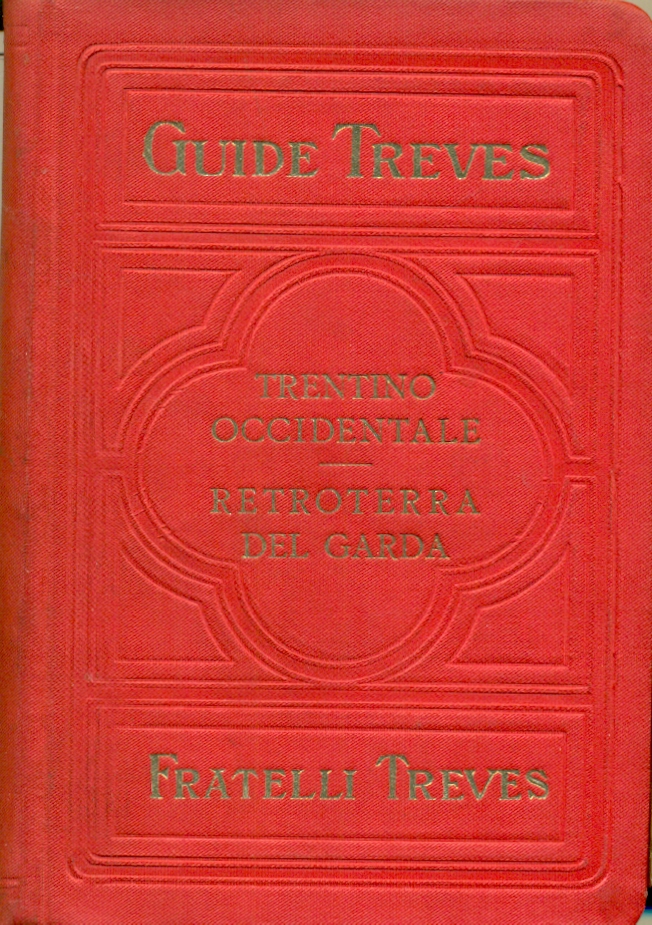 GUIDE TREVES
TRENTINO
OCCIDENTALE
RETROTERRA
DEL GARDA
FRATELLI TREVES